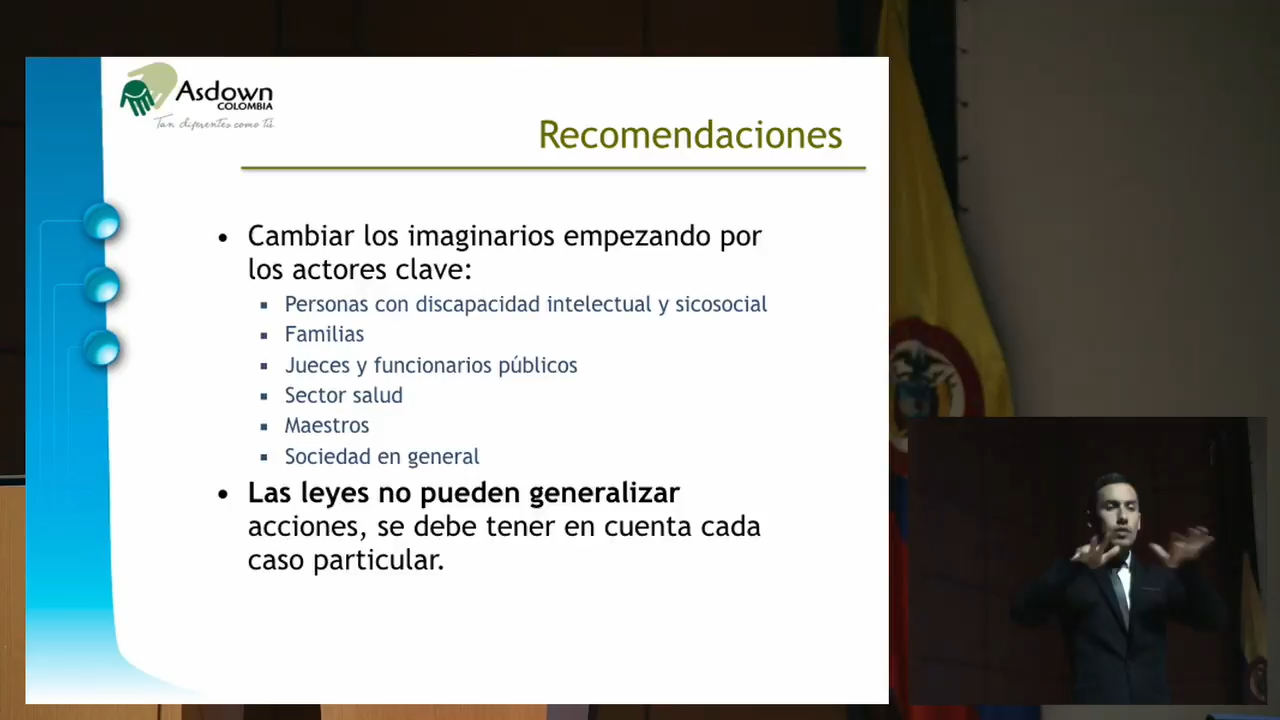 Asdown
COLOMBIA
Tan diferentes como tú
Recomendaciones
• Cambiar los imaginarios empezando por
los actores clave:
▪ Personas con discapacidad intelectual y sicosocial
▪ Familias
▪ Jueces y funcionarios públicos
▪ Sector salud
▪ Maestros
▪ Sociedad en general
• Las leyes no pueden generalizar
acciones, se debe tener en cuenta cada
caso particular.